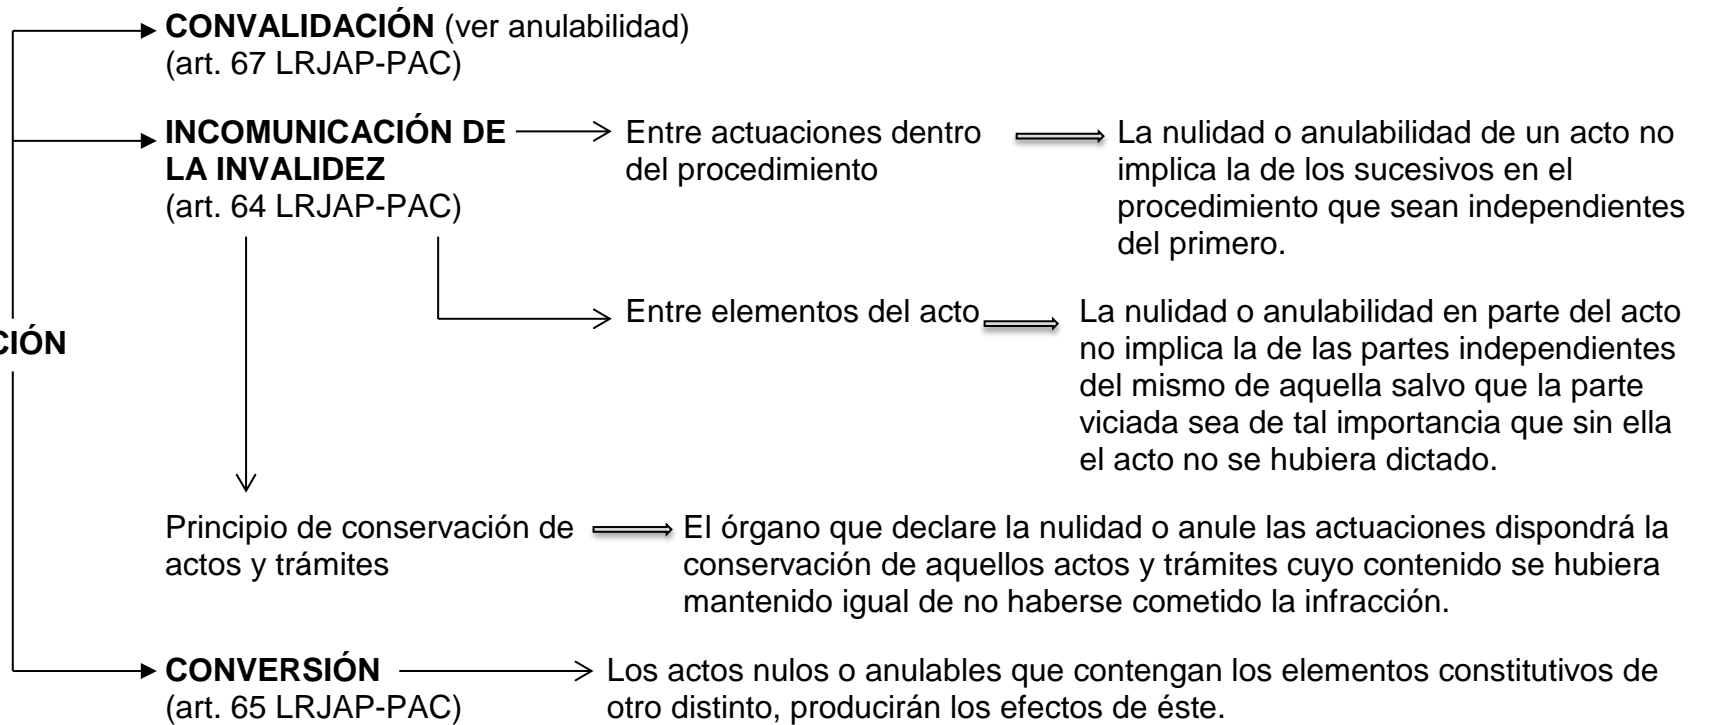 CONVALIDACIÓN (ver anulabilidad)
(art. 67 LRJAP-PAC)
INCOMUNICACIÓN DE
LA INVALIDEZ
(art. 64 LRJAP-PAC)
Entre actuaciones dentro
del procedimiento
La nulidad o anulabilidad de un acto no
implica la de los sucesivos en el
procedimiento que sean independientes
del primero.
Entre elementos del acto
La nulidad o anulabilidad en parte del acto
no implica la de las partes independientes
del mismo de aquella salvo que la parte
viciada sea de tal importancia que sin ella
el acto no se hubiera dictado.
CIÓN
Principio de conservación de
actos y trámites
El órgano que declare la nulidad o anule las actuaciones dispondrá la
conservación de aquellos actos y trámites cuyo contenido se hubiera
mantenido igual de no haberse cometido la infracción.
CONVERSIÓN
(art. 65 LRJAP-PAC)
Los actos nulos o anulables que contengan los elementos constitutivos de
otro distinto, producirán los efectos de éste.